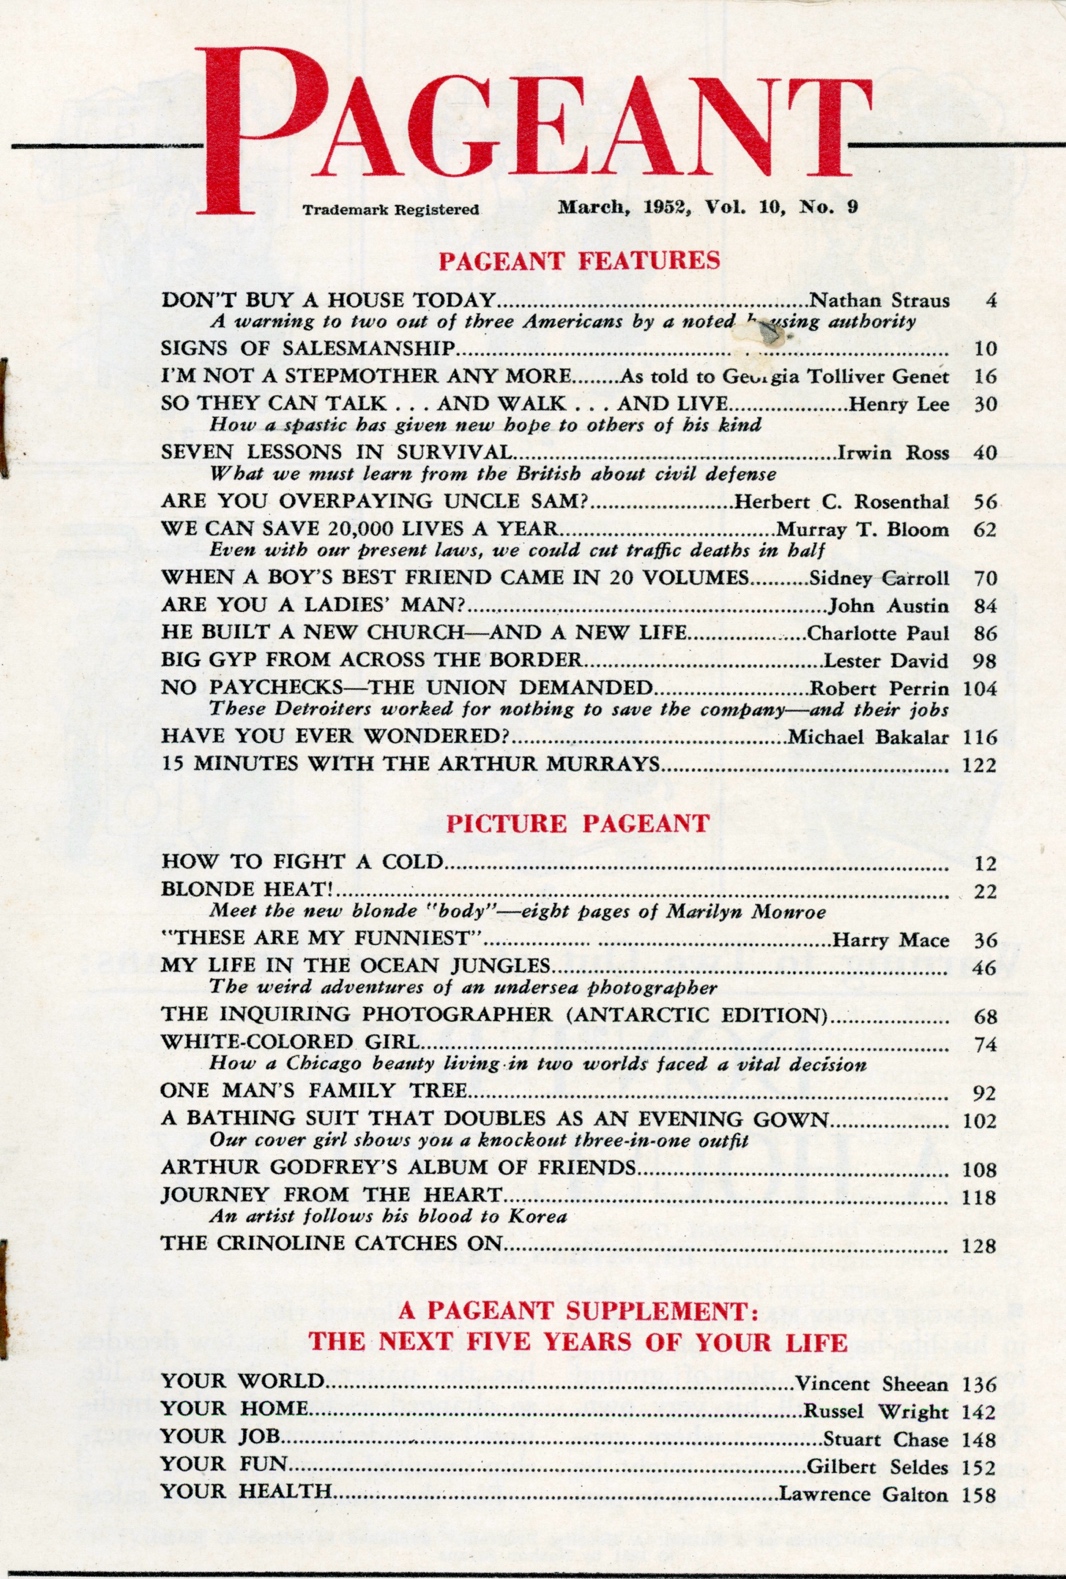 PAGEANT
Trademark Registered March, 1952, Vol. 10, No. 9
PAGEANT FEATURES
DON'T BUY A HOUSE TODAY..........Nathan Straus 4
A warning to two out of three Americans by a noted housing authority
SIGNS OF SALESMANSHIP.......... 10
I'M NOT A STEPMOTHER ANY MORE........As told to Georgia Tolliver Genet 16
SO THEY CAN TALK . . . AND WALK . . . AND LIVE..........Henry Lee 30
How a spastic has given new hope to others of his kind
SEVEN LESSONS IN SURVIVAL..........Irwin Ross 40
What we must learn from the British about civil defense
ARE YOU OVERPAYING UNCLE SAM?..........Herbert C. Rosenthal 56
WE CAN SAVE 20,000 LIVES A YEAR..........Murray T. Bloom 62
Even with our present laws, we could cut traffic deaths in half
WHEN A BOY'S BEST FRIEND CAME IN 20 VOLUMES..........Sidney Carroll 70
ARE YOU A LADIES' MAN?..........John Austin 84
HE BUILT A NEW CHURCH—AND A NEW LIFE..........Charlotte Paul 86
BIG GYP FROM ACROSS THE BORDER..........Lester David 98
NO PAYCHECKS—THE UNION DEMANDED..........Robert Perrin 104
These Detroiters worked for nothing to save the company—and their jobs
HAVE YOU EVER WONDERED?..........Michael Bakalar 116
15 MINUTES WITH THE ARTHUR MURRAYS.......... 122
PICTURE PAGEANT
HOW TO FIGHT A COLD.......... 12
BLONDE HEAT!.......... 22
Meet the new blonde "body"—eight pages of Marilyn Monroe
"THESE ARE MY FUNNIEST"..........Harry Mace 36
MY LIFE IN THE OCEAN JUNGLES.......... 46
The weird adventures of an undersea photographer
THE INQUIRING PHOTOGRAPHER (ANTARCTIC EDITION).......... 68
WHITE-COLORED GIRL.......... 74
How a Chicago beauty living in two worlds faced a vital decision
ONE MAN'S FAMILY TREE.......... 92
A BATHING SUIT THAT DOUBLES AS AN EVENING GOWN.......... 102
Our cover girl shows you a knockout three-in-one outfit
ARTHUR GODFREY'S ALBUM OF FRIENDS.......... 108
JOURNEY FROM THE HEART.......... 118
An artist follows his blood to Korea
THE CRINOLINE CATCHES ON.......... 128
A PAGEANT SUPPLEMENT:
THE NEXT FIVE YEARS OF YOUR LIFE
YOUR WORLD..........Vincent Sheean 136
YOUR HOME..........Russel Wright 142
YOUR JOB..........Stuart Chase 148
YOUR FUN..........Gilbert Seldes 152
YOUR HEALTH..........Lawrence Galton 158